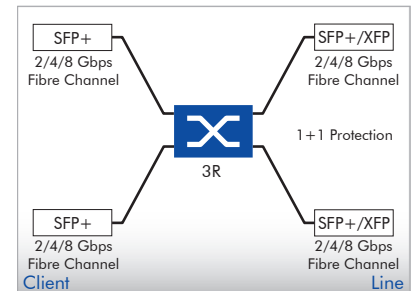 SFP+
2/4/8 Gbps
Fibre Channel
SFP+/XFP
2/4/8 Gbps
Fibre Channel
1+1 Protection
3R
SFP+
2/4/8 Gbps
Fibre Channel
Client
SFP+/XFP
2/4/8 Gbps
Fibre Channel
Line